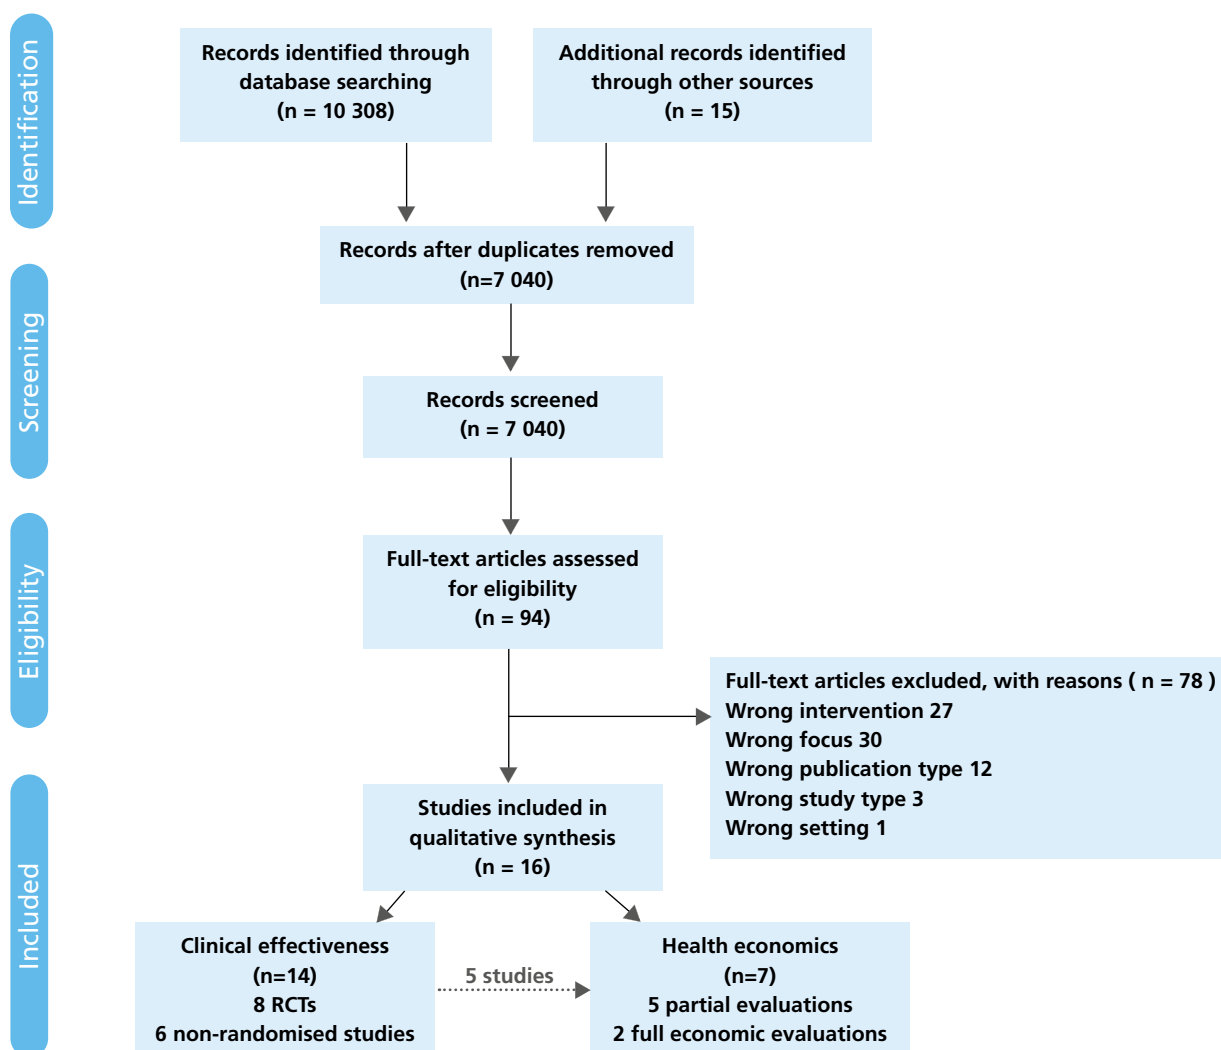 Identification
Records identified through
database searching
(n = 10 308)
Additional records identified
through other sources
(n = 15)
Records after duplicates removed
(n=7 040)
Screening
Records screened
(n = 7 040)
Eligibility
Full-text articles assessed
for eligibility
(n = 94)
Full-text articles excluded, with reasons ( n = 78 )
Wrong intervention 27
Wrong focus 30
Wrong publication type 12
Wrong study type 3
Wrong setting 1
Included
Studies included in
qualitative synthesis
(n = 16)
Clinical effectiveness
(n=14)
8 RCTs
6 non-randomised studies
5 studies
Health economics
(n=7)
5 partial evaluations
2 full economic evaluations